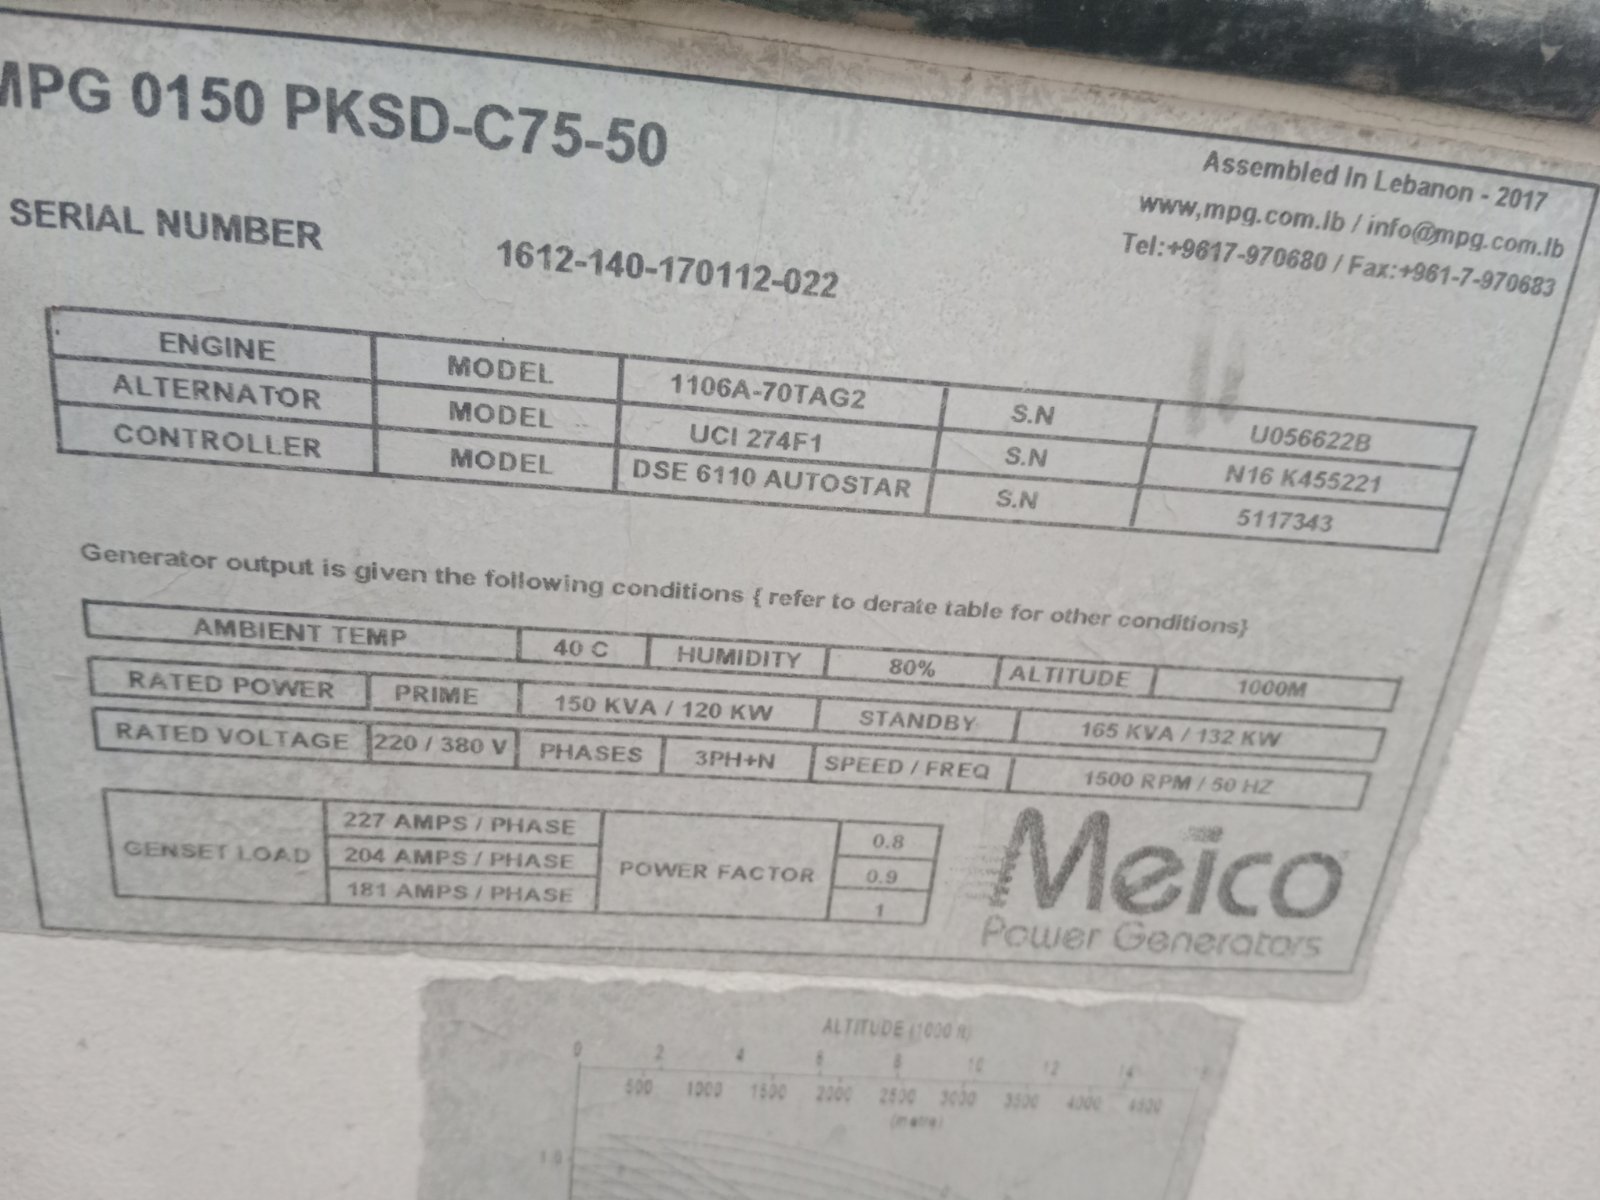 MPG 0150 PKSD-C75-50
Assembled In Lebanon - 2017
www,mpg.com.lb / info@mpg.com.lb
Tel:+9617-970680 / Fax:+961-7-970683
SERIAL NUMBER 1612-140-170112-022
ENGINE MODEL 1106A-70TAG2 S.N U056622B
ALTERNATOR MODEL UCI 274F1 S.N N16 K455221
CONTROLLER MODEL DSE 6110 AUTOSTAR S.N 5117343
Generator output is given the following conditions { refer to derate table for other conditions}
AMBIENT TEMP 40 C HUMIDITY 80% ALTITUDE 1000M
RATED POWER PRIME 150 KVA / 120 KW STANDBY 165 KVA / 132 KW
RATED VOLTAGE 220 / 380 V PHASES 3PH+N SPEED / FREQ 1500 RPM / 50 HZ
GENSET LOAD 227 AMPS / PHASE POWER FACTOR 0.8
204 AMPS / PHASE 0.9
181 AMPS / PHASE 1
Meico
Power Generators
ALTITUDE (1000 ft)
0 2 4 6 8 10 12 14
500 1000 1500 2000 2500 3000 3500 4000 4500
(metre)
1.0